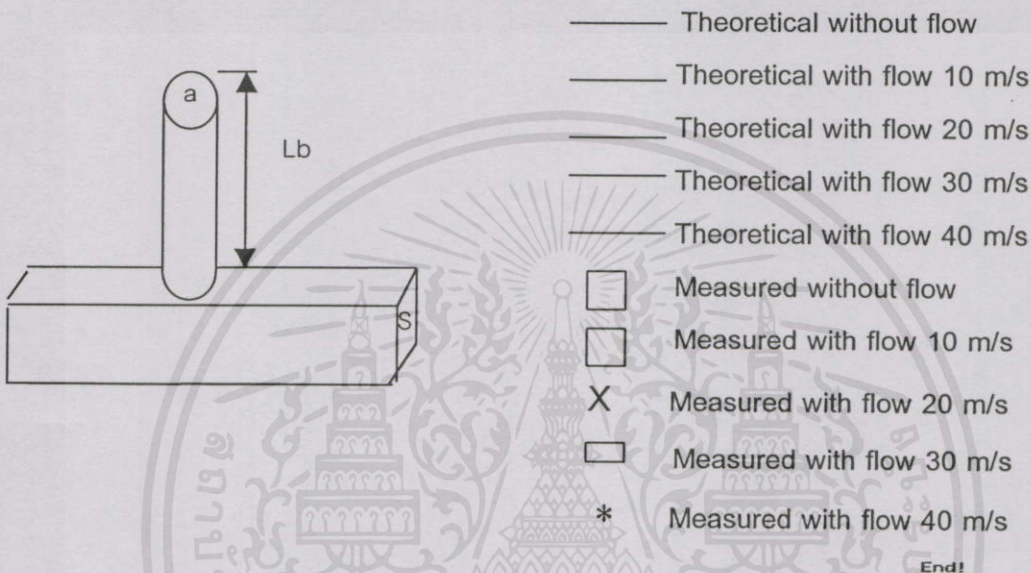 Theoretical without flow
a
Theoretical with flow 10 m/s
Lb
Theoretical with flow 20 m/s
Theoretical with flow 30 m/s
Theoretical with flow 40 m/s
Measured without flow
S
Measured with flow 10 m/s
X Measured with flow 20 m/s
Measured with flow 30 m/s
* Measured with flow 40 m/s
End!